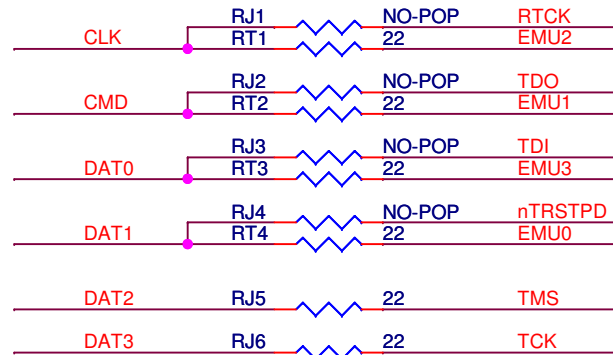 RJ1 NO-POP RTCK
CLK RT1 22 EMU2
RJ2 NO-POP TDO
CMD RT2 22 EMU1
RJ3 NO-POP TDI
DAT0 RT3 22 EMU3
RJ4 NO-POP nTRSTPD
DAT1 RT4 22 EMU0
DAT2 RJ5 22 TMS
DAT3 RJ6 22 TCK